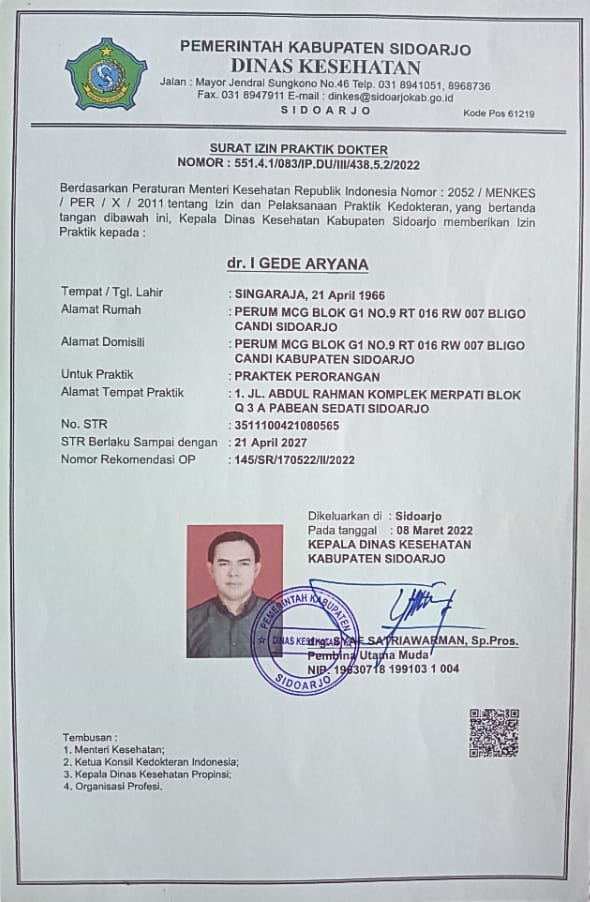 PEMERINTAH KABUPATEN SIDOARJO
DINAS KESEHATAN
Jalan : Mayor Jendral Sungkono No.46 Telp. 031 8941051, 8968736
Fax. 031 8947911 E-mail : dinkes@sidoarjokab.go.id
SIDOARJO
Kode Pos 61219
SURAT IZIN PRAKTIK DOKTER
NOMOR : 551.4.1/083/IP.DU/III/438.5.2/2022
Berdasarkan Peraturan Menteri Kesehatan Republik Indonesia Nomor : 2052 / MENKES
/ PER / X / 2011 tentang Izin dan Pelaksanaan Praktik Kedokteran, yang bertanda
tangan dibawah ini, Kepala Dinas Kesehatan Kabupaten Sidoarjo memberikan Izin
Praktik kepada :
dr. I GEDE ARYANA
Tempat / Tgl. Lahir : SINGARAJA, 21 April 1966
Alamat Rumah : PERUM MCG BLOK G1 NO.9 RT 016 RW 007 BLIGO
CANDI SIDOARJO
Alamat Domisili : PERUM MCG BLOK G1 NO.9 RT 016 RW 007 BLIGO
CANDI KABUPATEN SIDOARJO
Untuk Praktik : PRAKTEK PERORANGAN
Alamat Tempat Praktik : 1. JL. ABDUL RAHMAN KOMPLEK MERPATI BLOK
Q 3 A PABEAN SEDATI SIDOARJO
No. STR : 3511100421080565
STR Berlaku Sampai dengan : 21 April 2027
Nomor Rekomendasi OP : 145/SR/170522/II/2022
Dikeluarkan di : Sidoarjo
Pada tanggal : 08 Maret 2022
KEPALA DINAS KESEHATAN
KABUPATEN SIDOARJO
PEMERINTAH KABUPATEN
DINAS KESEHATAN
SIDOARJO
SATRIAWARMAN, Sp.Pros.
Pembina Utama Muda
NIP. 19630718 199103 1 004
Tembusan :
1. Menteri Kesehatan;
2. Ketua Konsil Kedokteran Indonesia;
3. Kepala Dinas Kesehatan Propinsi;
4. Organisasi Profesi.